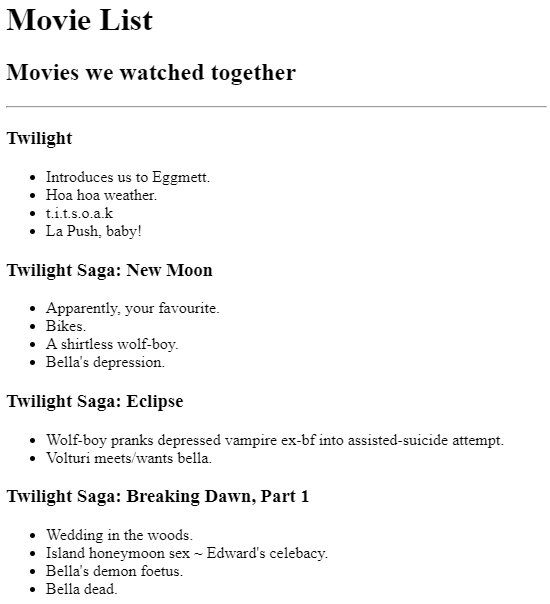 Movie List
Movies we watched together
Twilight
• Introduces us to Eggmett.
• Hoa hoa weather.
• t.i.t.s.o.a.k
• La Push, baby!
Twilight Saga: New Moon
• Apparently, your favourite.
• Bikes.
• A shirtless wolf-boy.
• Bella's depression.
Twilight Saga: Eclipse
• Wolf-boy pranks depressed vampire ex-bf into assisted-suicide attempt.
• Volturi meets/wants bella.
Twilight Saga: Breaking Dawn, Part 1
• Wedding in the woods.
• Island honeymoon sex ~ Edward's celebacy.
• Bella's demon foetus.
• Bella dead.